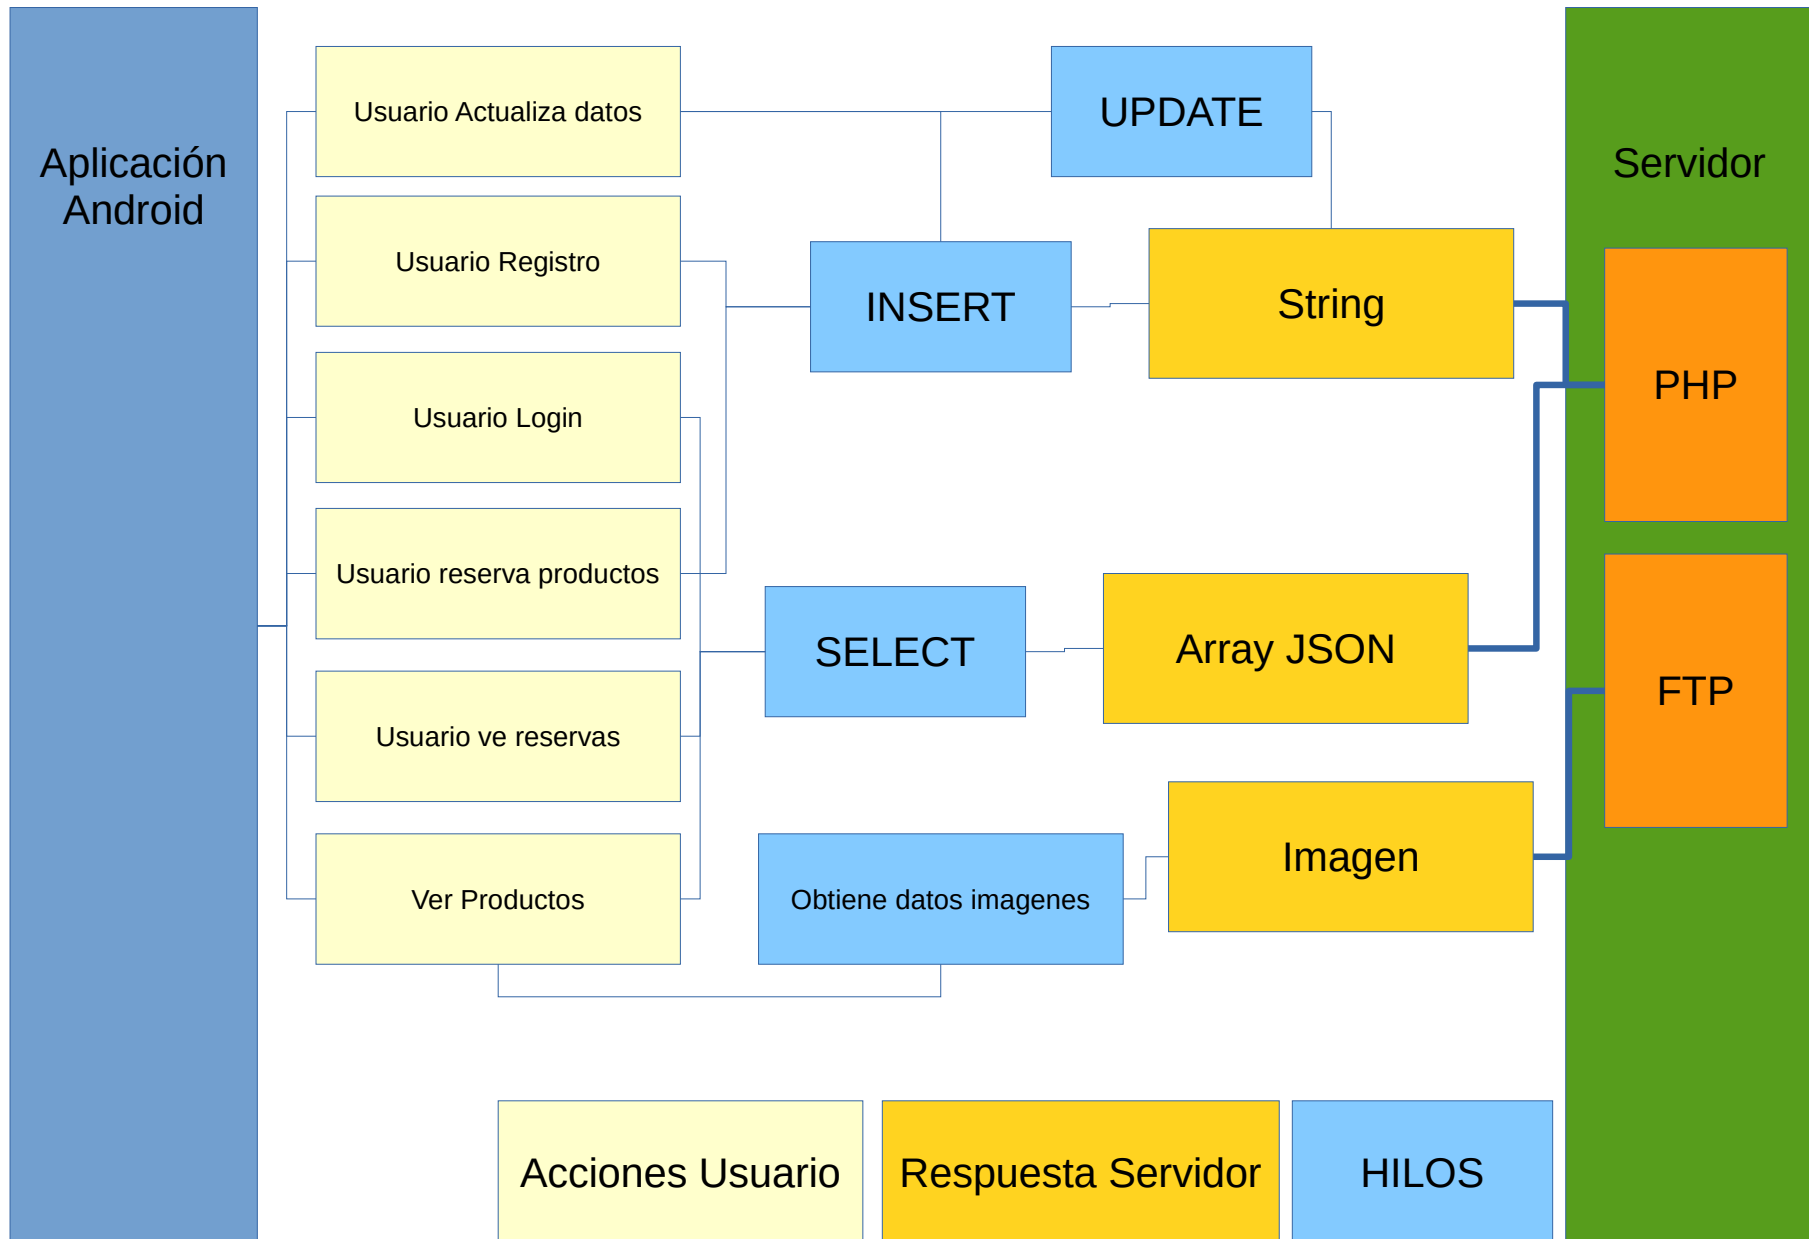 Aplicación
Android
Usuario Actualiza datos
UPDATE
Servidor
Usuario Registro
INSERT
String
PHP
Usuario Login
Usuario reserva productos
SELECT
Array JSON
FTP
Usuario ve reservas
Imagen
Ver Productos
Obtiene datos imagenes
Acciones Usuario
Respuesta Servidor
HILOS